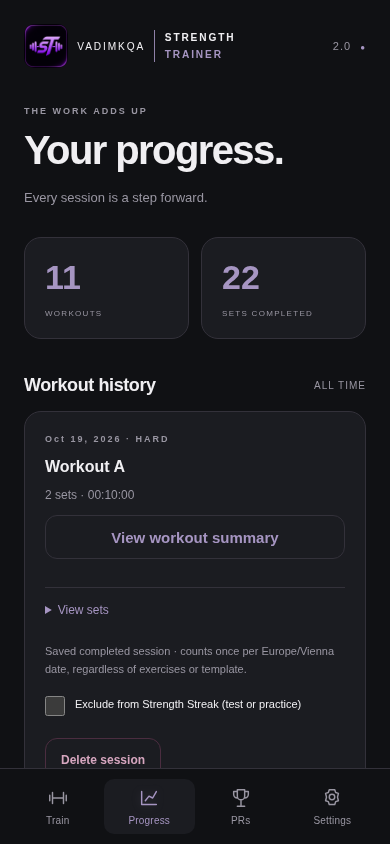 ST
VADIMKQA
STRENGTH
TRAINER
2.0 •
THE WORK ADDS UP
Your progress.
Every session is a step forward.
11
WORKOUTS
22
SETS COMPLETED
Workout history
ALL TIME
Oct 19, 2026 · HARD
Workout A
2 sets · 00:10:00
View workout summary
View sets
Saved completed session · counts once per Europe/Vienna
date, regardless of exercises or template.
Exclude from Strength Streak (test or practice)
Delete session
Train
Progress
PRs
Settings